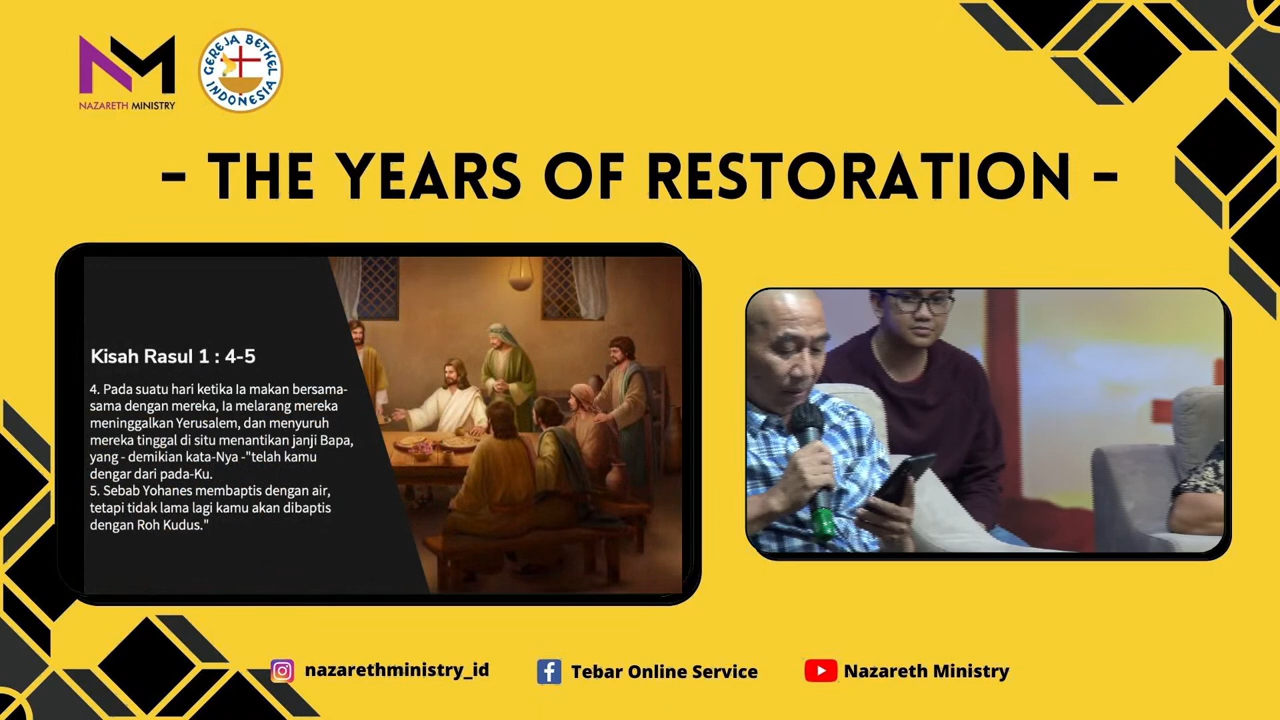 NAZARETH MINISTRY
GEREJA BETHEL INDONESIA
- THE YEARS OF RESTORATION -
Kisah Rasul 1 : 4-5
4. Pada suatu hari ketika Ia makan bersama-
sama dengan mereka, Ia melarang mereka
meninggalkan Yerusalem, dan menyuruh
mereka tinggal di situ menantikan janji Bapa,
yang - demikian kata-Nya -"telah kamu
dengar dari pada-Ku.
5. Sebab Yohanes membaptis dengan air,
tetapi tidak lama lagi kamu akan dibaptis
dengan Roh Kudus."
nazarethministry_id
Tebar Online Service
Nazareth Ministry